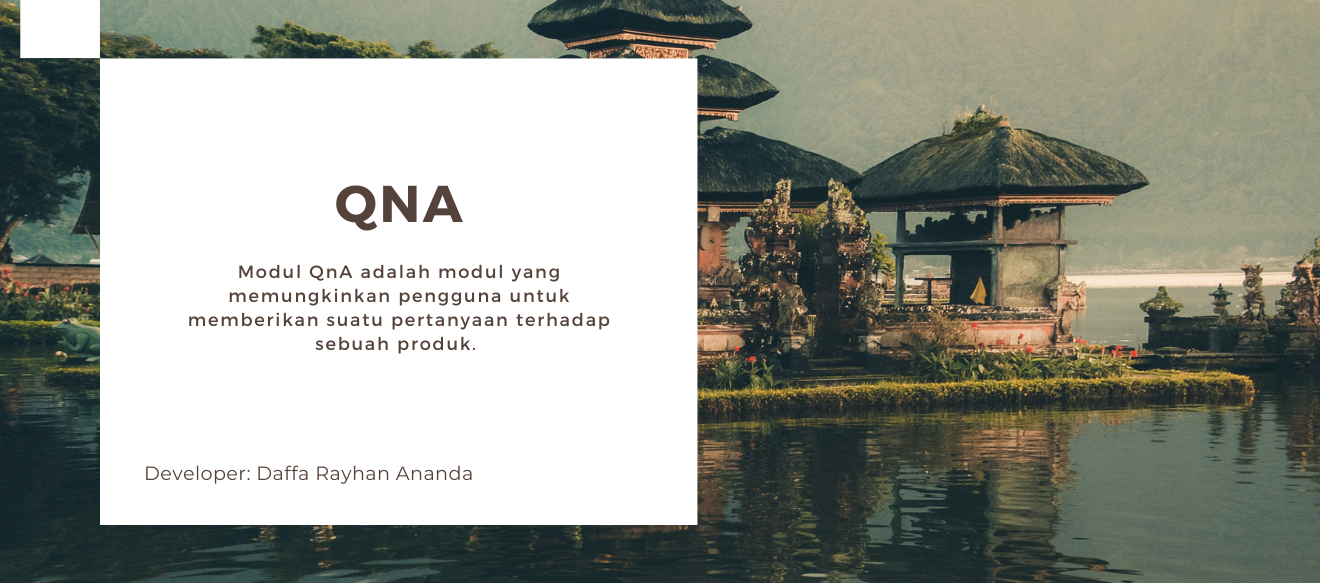 QNA
Modul QnA adalah modul yang
memungkinkan pengguna untuk
memberikan suatu pertanyaan terhadap
sebuah produk.
Developer: Daffa Rayhan Ananda